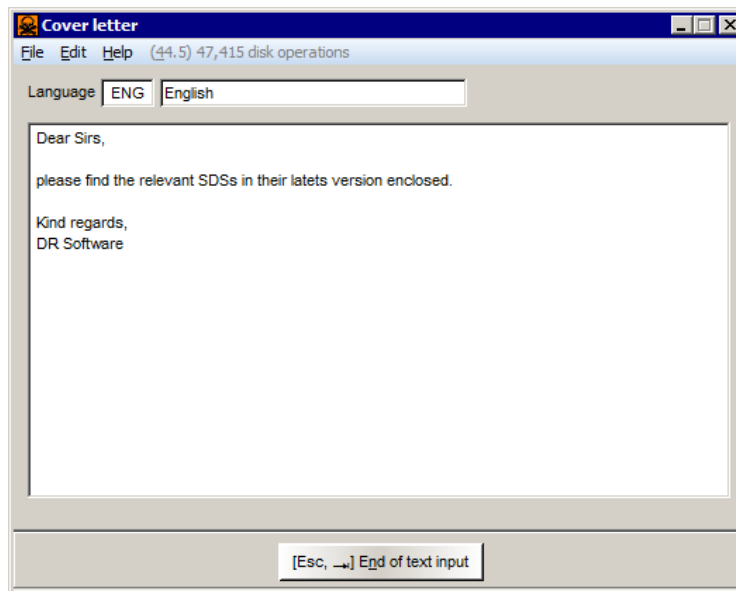 Cover letter
File Edit Help (44.5) 47,415 disk operations
Language ENG English
Dear Sirs,
please find the relevant SDSs in their latets version enclosed.
Kind regards,
DR Software
[Esc, →] End of text input